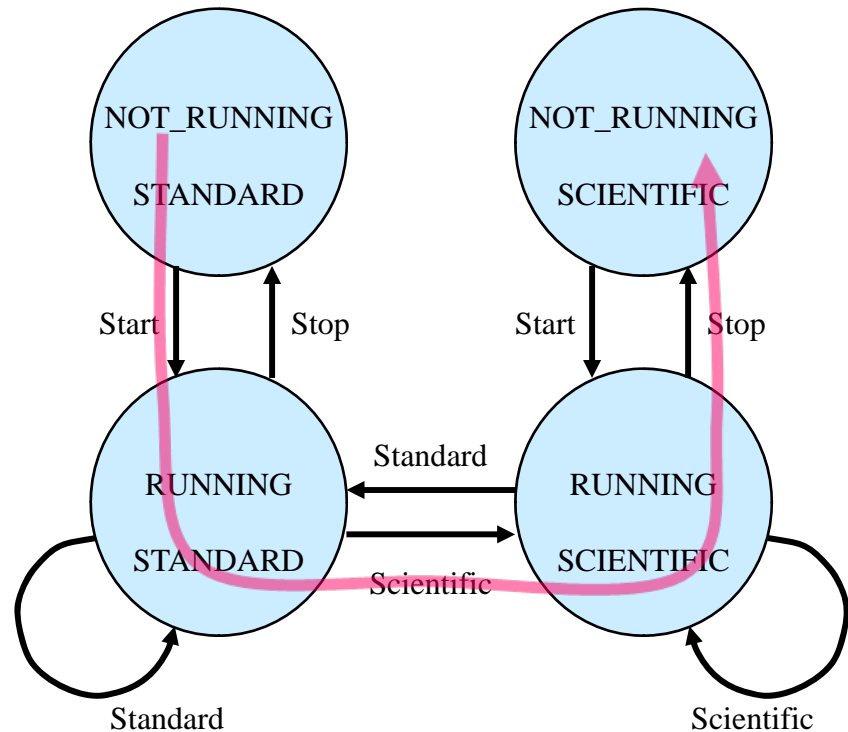 NOT_RUNNING
STANDARD
NOT_RUNNING
SCIENTIFIC
Start
Stop
Start
Stop
Standard
RUNNING
STANDARD
RUNNING
SCIENTIFIC
Scientific
Standard
Scientific